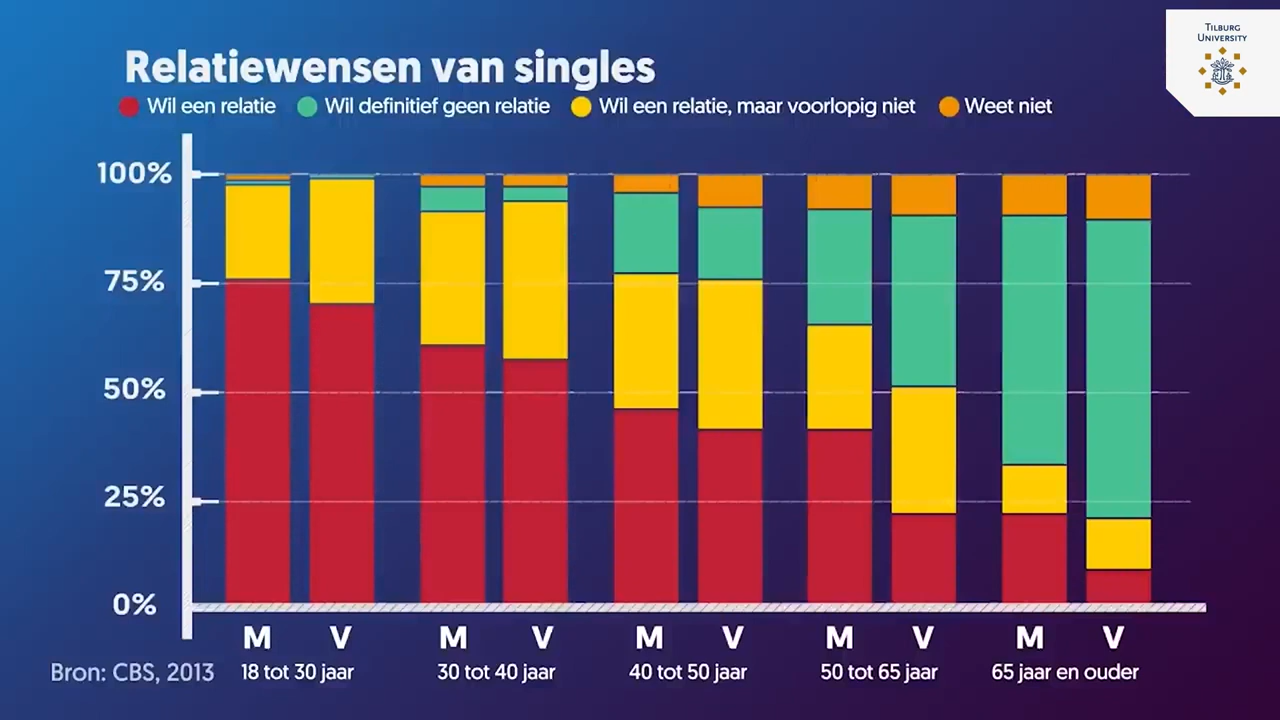 TILBURG
UNIVERSITY
Relatiewensen van singles
Wil een relatie Wil definitief geen relatie Wil een relatie, maar voorlopig niet Weet niet
100%
75%
50%
25%
0%
M V M V M V M V M V
Bron: CBS, 2013 18 tot 30 jaar 30 tot 40 jaar 40 tot 50 jaar 50 tot 65 jaar 65 jaar en ouder